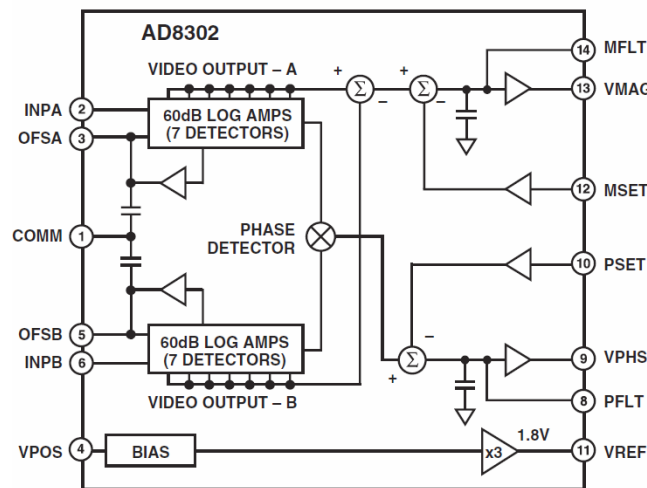 AD8302
VIDEO OUTPUT – A
+
Σ
–
+
Σ
–
14
MFLT
13
VMAG
INPA
2
OFSA
3
60dB LOG AMPS
(7 DETECTORS)
12
MSET
COMM
1
PHASE
DETECTOR
10
PSET
OFSB
5
INPB
6
60dB LOG AMPS
(7 DETECTORS)
–
Σ
+
9
VPHS
8
PFLT
VIDEO OUTPUT – B
VPOS
4
BIAS
x3
1.8V
11
VREF